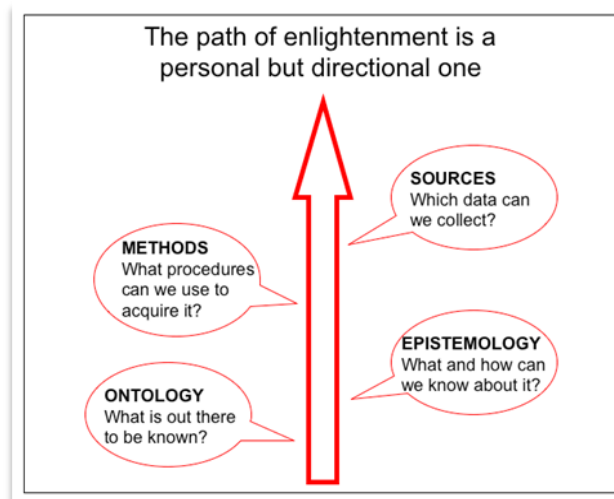 The path of enlightenment is a
personal but directional one
SOURCES
Which data can
we collect?
METHODS
What procedures
can we use to
acquire it?
EPISTEMOLOGY
What and how can
we know about it?
ONTOLOGY
What is out there
to be known?